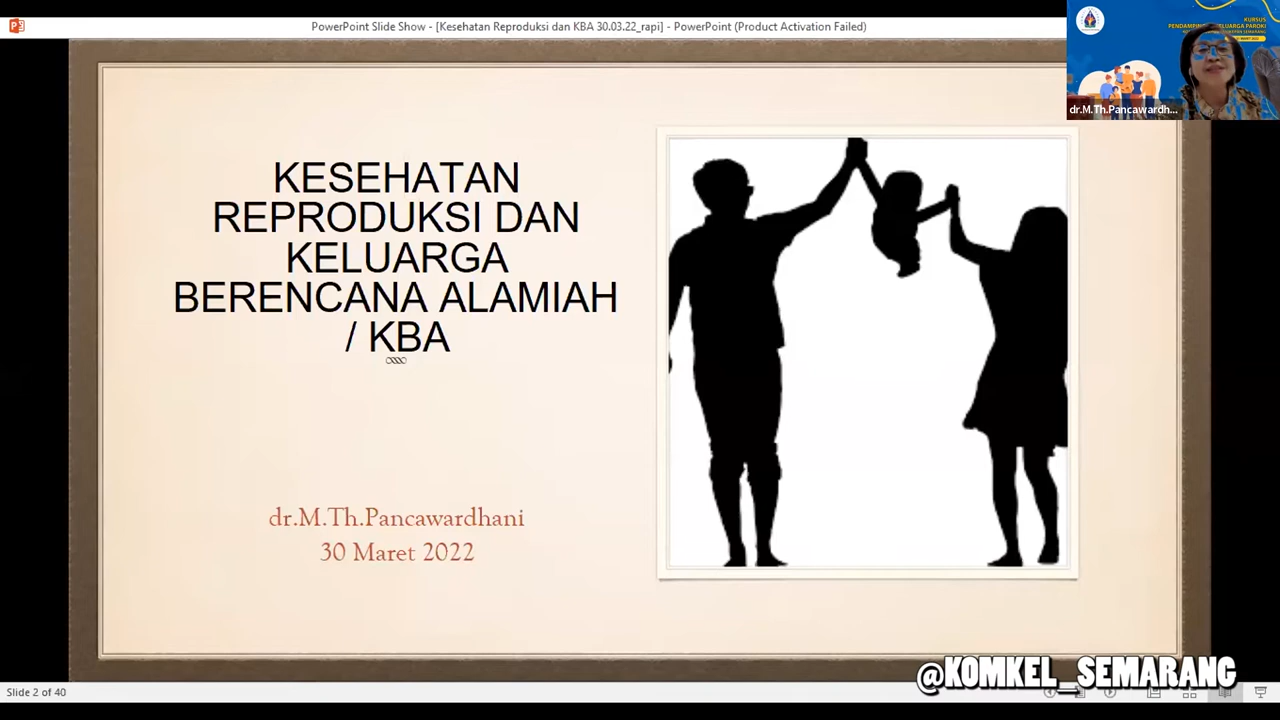 PowerPoint Slide Show - [Kesehatan Reproduksi dan KBA 30.03.22_rapi] - PowerPoint (Product Activation Failed)
KURSUS
dr.M.Th.Pancawardh...
KESEHATAN
REPRODUKSI DAN
KELUARGA
BERENCANA ALAMIAH
/ KBA
dr.M.Th.Pancawardhani
30 Maret 2022
@KOMKEL_SEMARANG
Slide 2 of 40